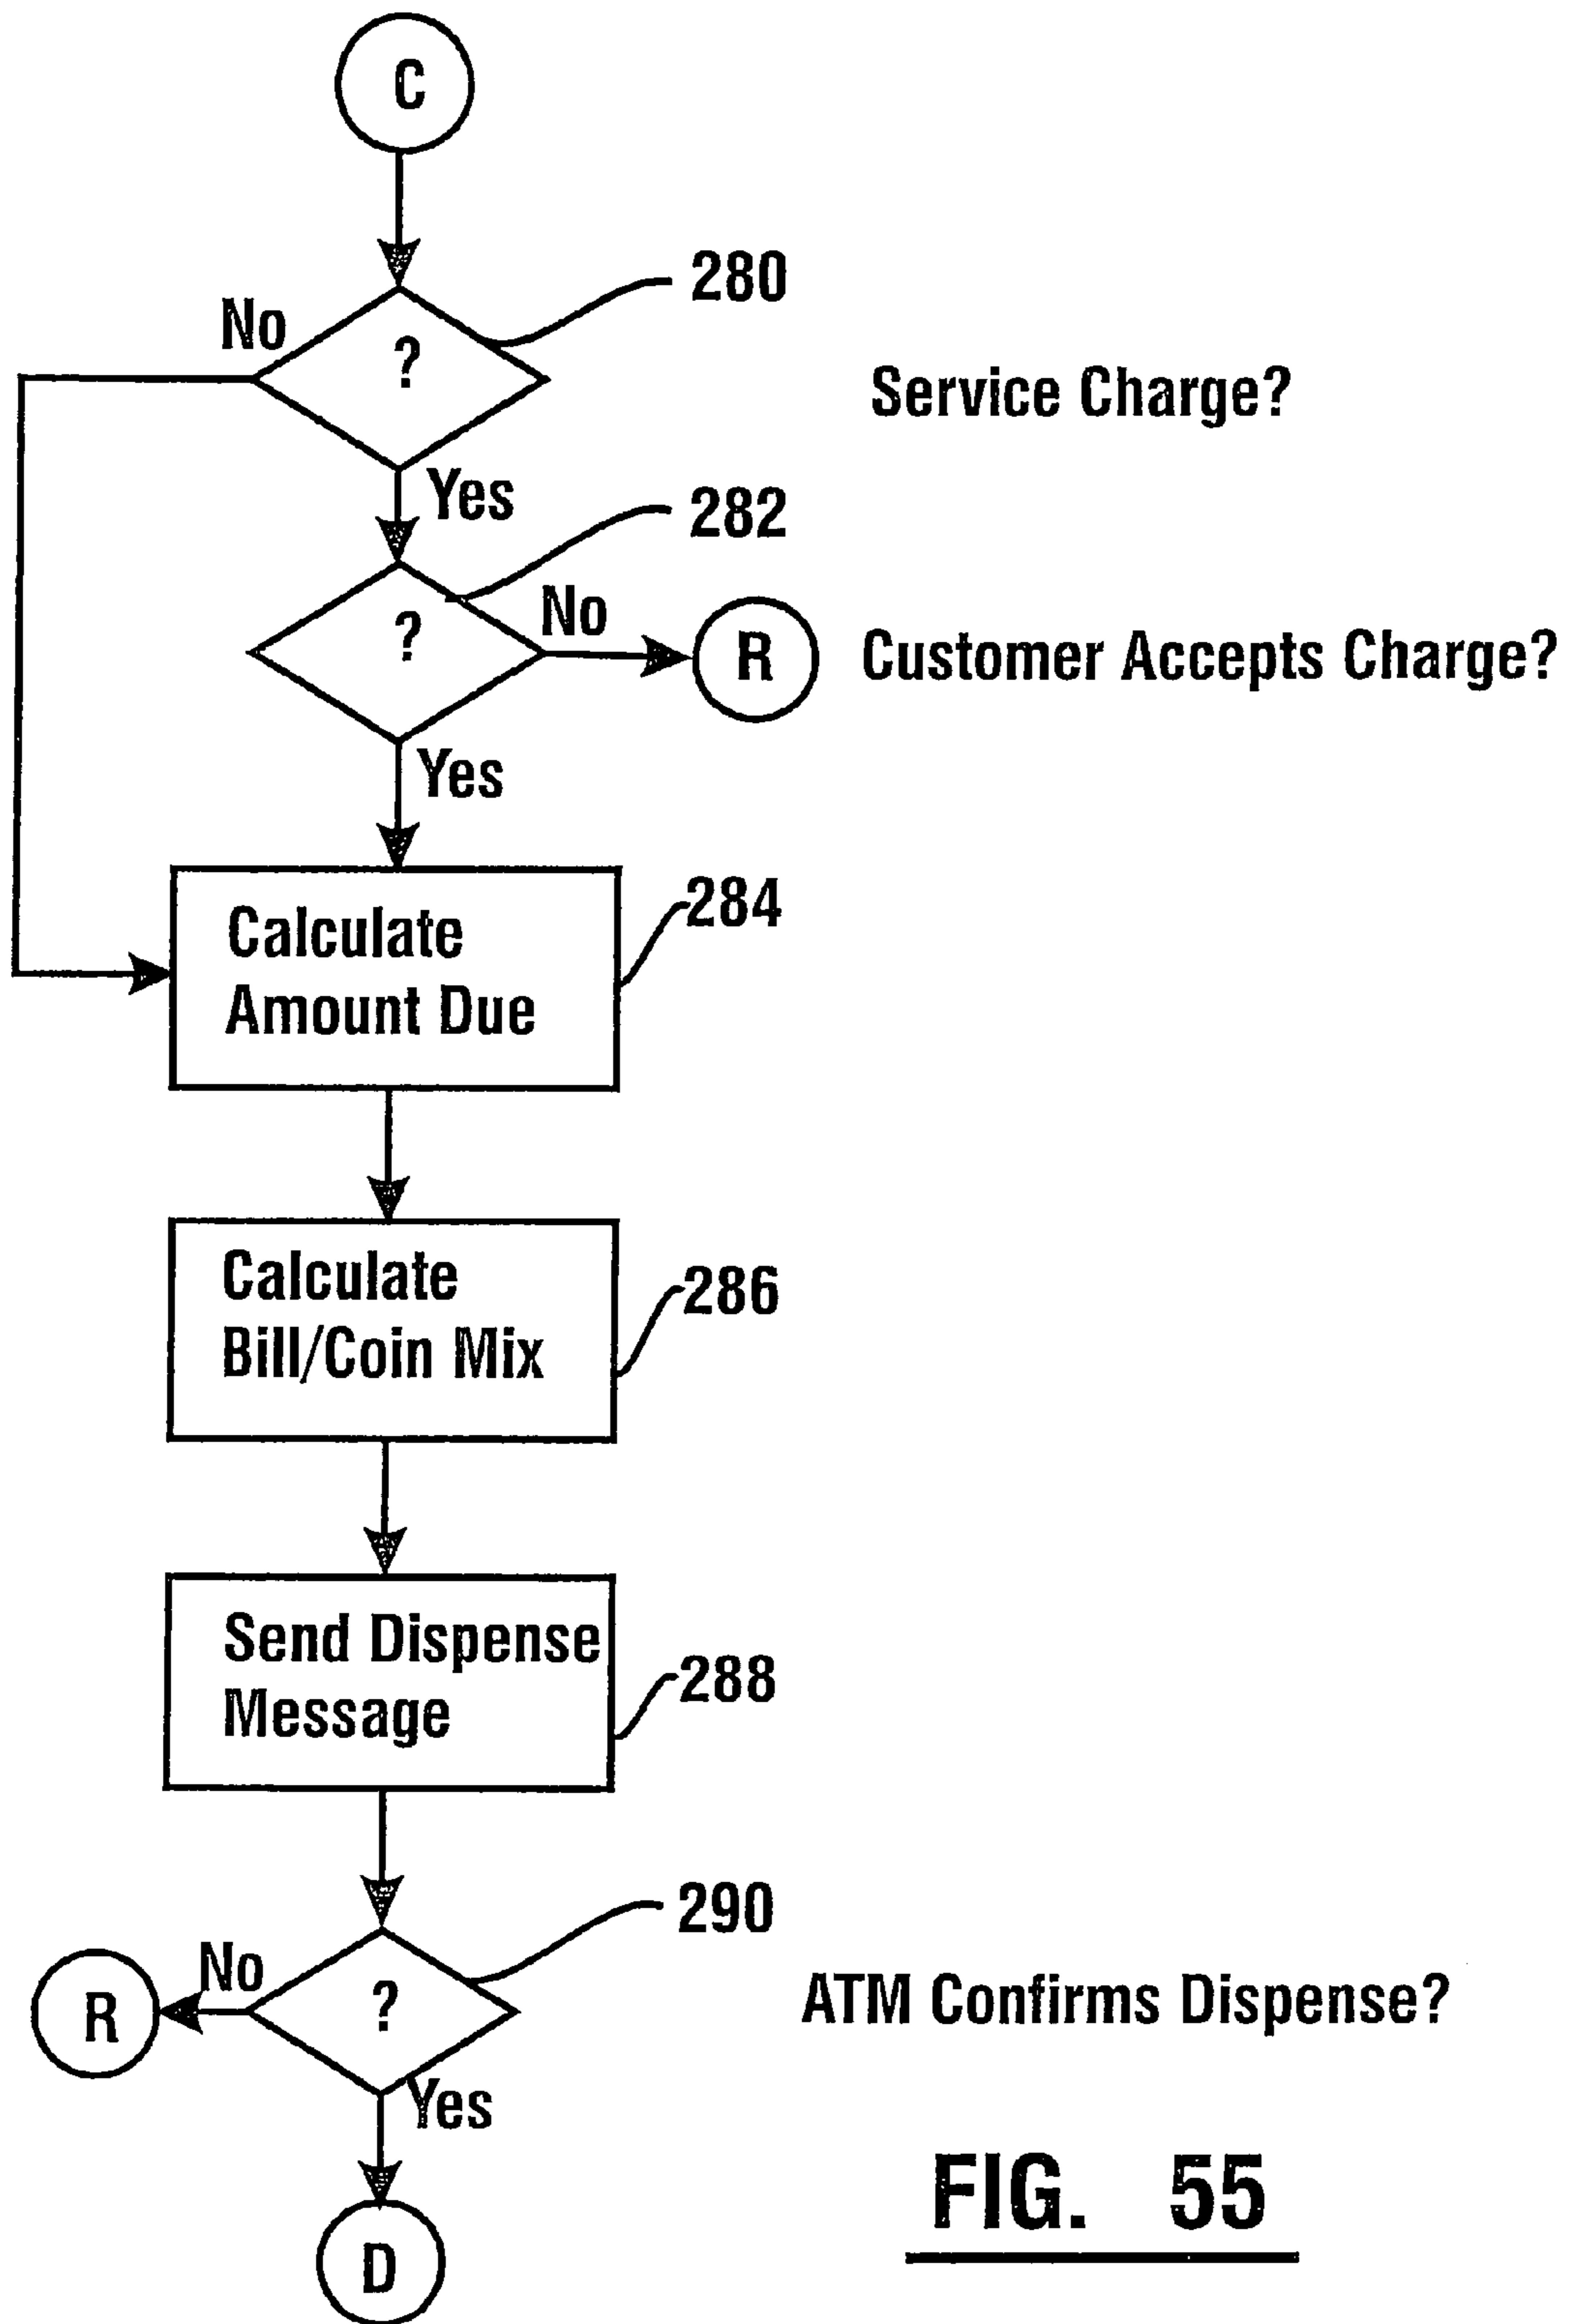 C
280
No
?
Service Charge?
Yes
282
?
No
R
Customer Accepts Charge?
Yes
284
Calculate
Amount Due
Calculate
Bill/Coin Mix
286
Send Dispense
Message
288
290
No
R
?
ATM Confirms Dispense?
Yes
D
FIG. 55